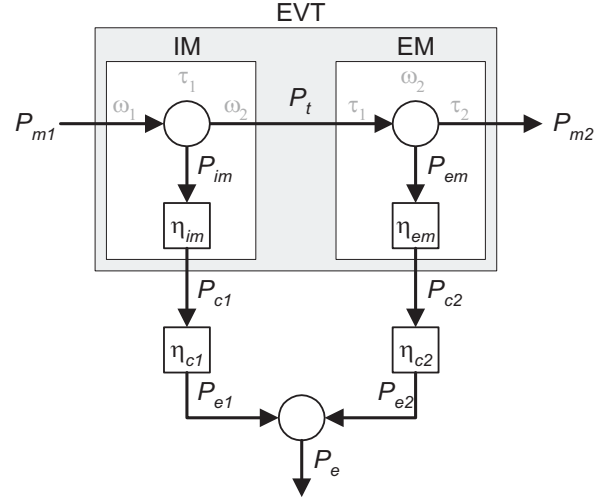 EVT
IM EM
τ1 ω2
ω1 ω2 Pt τ1 τ2
Pm1 Pm2
Pim Pem
ηim ηem
Pc1 Pc2
ηc1 ηc2
Pe1 Pe2
Pe